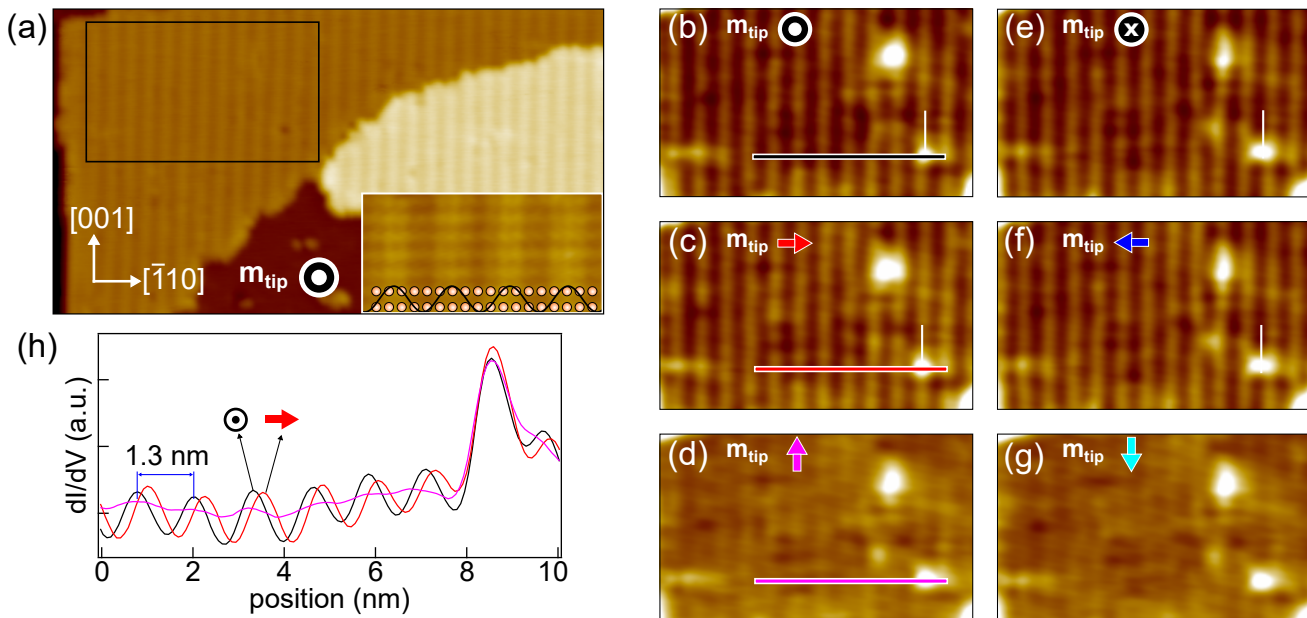 (a)
[001]
[1̄10]
m_tip
(b) m_tip
(e) m_tip
(c) m_tip
(f) m_tip
(d) m_tip
(g) m_tip
(h)
1.3 nm
dI/dV (a.u.)
0 2 4 6 8 10
position (nm)